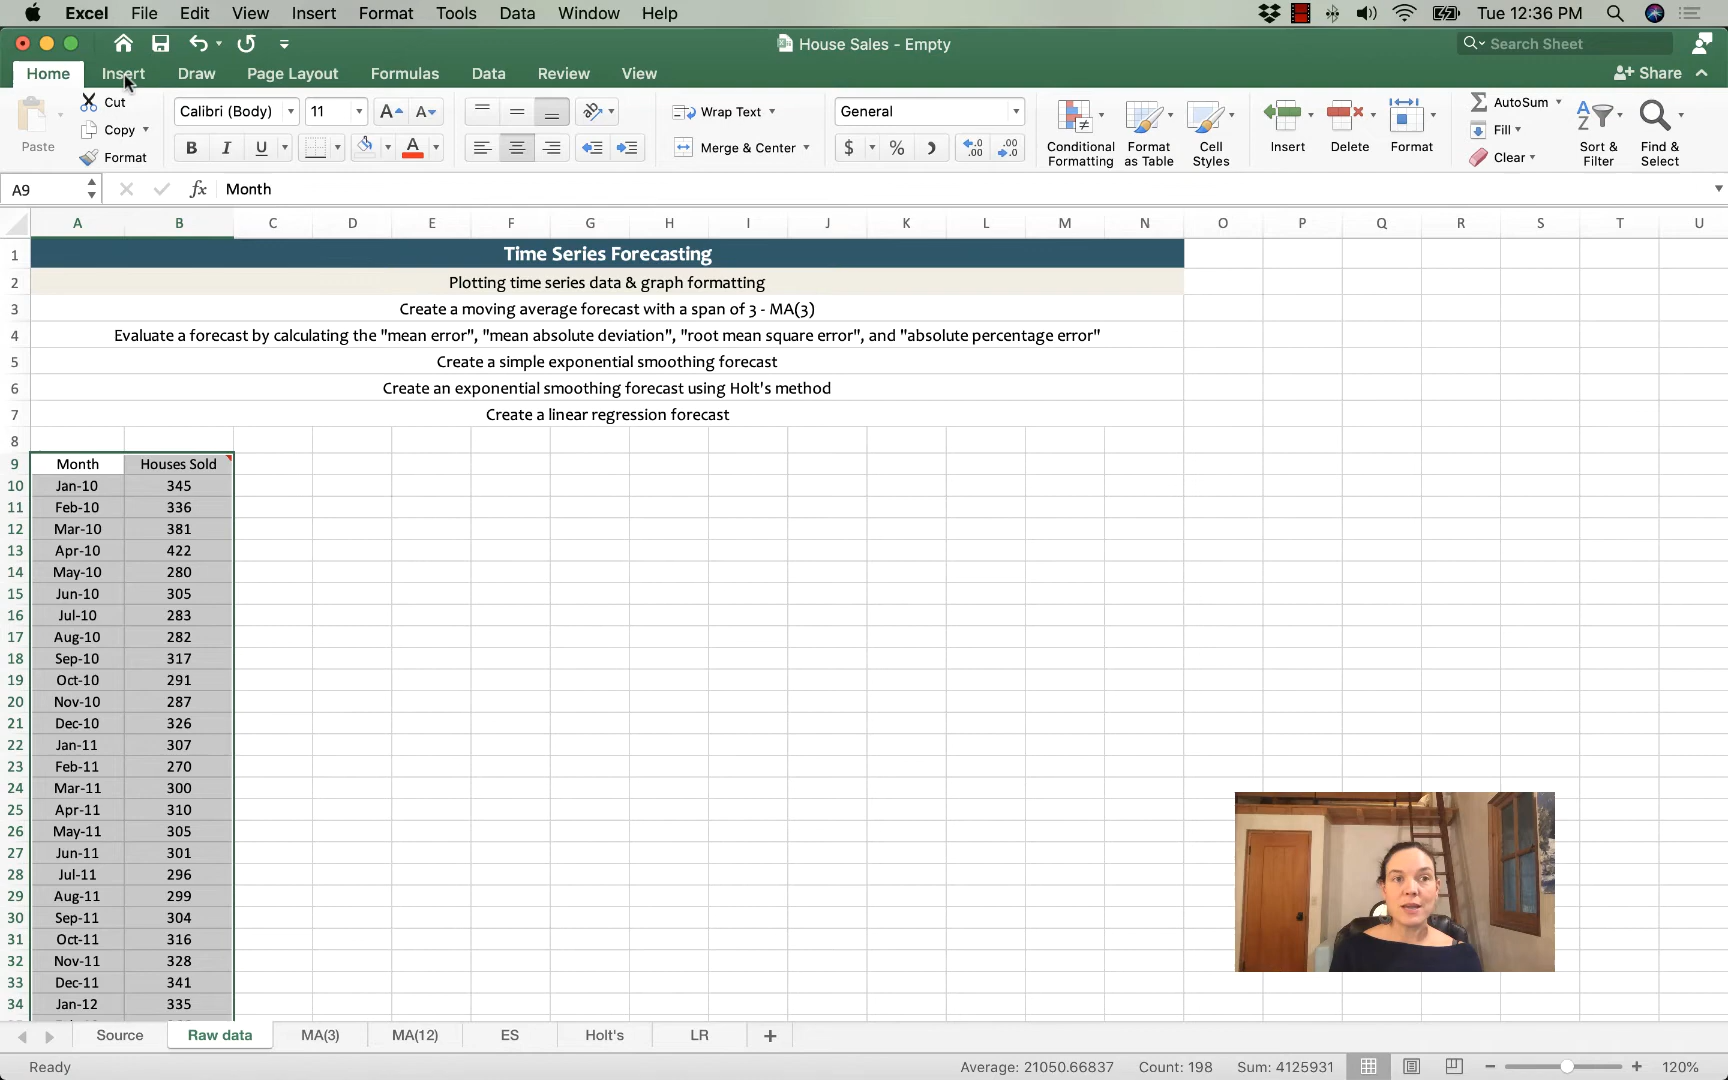 Excel File Edit View Insert Format Tools Data Window Help Tue 12:36 PM
House Sales - Empty Search Sheet
Home Insert Draw Page Layout Formulas Data Review View Share
Paste Cut Copy Format
Calibri (Body) 11 A A Wrap Text General
B I U A Merge & Center $ % .0 .00 .00 .0
Conditional Formatting
Format as Table
Cell Styles
Insert Delete Format
AutoSum Fill Clear
Sort & Filter
Find & Select
A9 fx Month
A B C D E F G H I J K L M N O P Q R S T U
1 Time Series Forecasting
2 Plotting time series data & graph formatting
3 Create a moving average forecast with a span of 3 - MA(3)
4 Evaluate a forecast by calculating the "mean error", "mean absolute deviation", "root mean square error", and "absolute percentage error"
5 Create a simple exponential smoothing forecast
6 Create an exponential smoothing forecast using Holt's method
7 Create a linear regression forecast
8
9 Month Houses Sold
10 Jan-10 345
11 Feb-10 336
12 Mar-10 381
13 Apr-10 422
14 May-10 280
15 Jun-10 305
16 Jul-10 283
17 Aug-10 282
18 Sep-10 317
19 Oct-10 291
20 Nov-10 287
21 Dec-10 326
22 Jan-11 307
23 Feb-11 270
24 Mar-11 300
25 Apr-11 310
26 May-11 305
27 Jun-11 301
28 Jul-11 296
29 Aug-11 299
30 Sep-11 304
31 Oct-11 316
32 Nov-11 328
33 Dec-11 341
34 Jan-12 335
Source Raw data MA(3) MA(12) ES Holt's LR +
Ready Average: 21050.66837 Count: 198 Sum: 4125931 120%